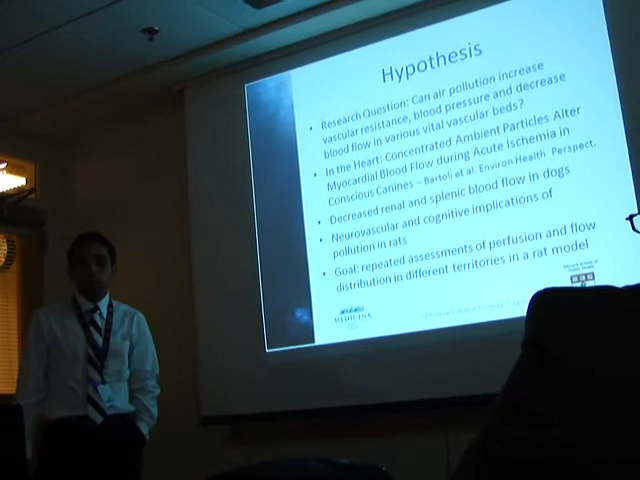 Hypothesis
• Research Question: Can air pollution increase
vascular resistance, blood pressure and decrease
blood flow in various vital vascular beds?
• In the Heart: Concentrated Ambient Particles Alter
Myocardial Blood Flow during Acute Ischemia in
Conscious Canines – Bartoli et al. Environ Health Perspect.
• Decreased renal and splenic blood flow in dogs
• Neurovascular and cognitive implications of
pollution in rats
• Goal: repeated assessments of perfusion and flow
distribution in different territories in a rat model
MEDICINA